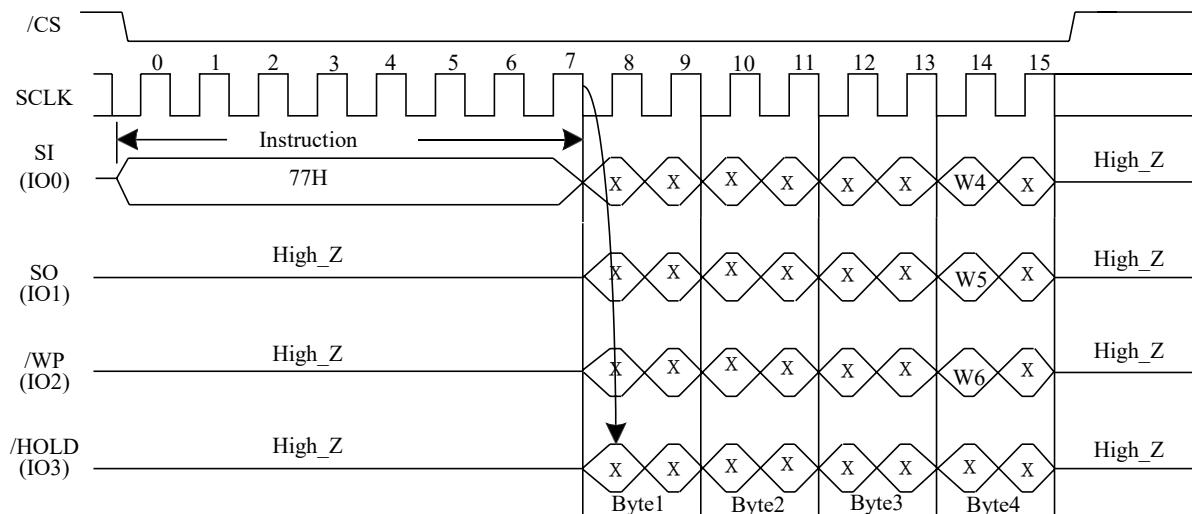 /CS
0 1 2 3 4 5 6 7 8 9 10 11 12 13 14 15
SCLK
Instruction
SI
(IO0)
77H
X X X X X X W4 X
High_Z
SO
(IO1)
High_Z
X X X X X X W5 X
High_Z
/WP
(IO2)
High_Z
X X X X X X W6 X
High_Z
/HOLD
(IO3)
High_Z
X X X X X X X X
High_Z
Byte1 Byte2 Byte3 Byte4